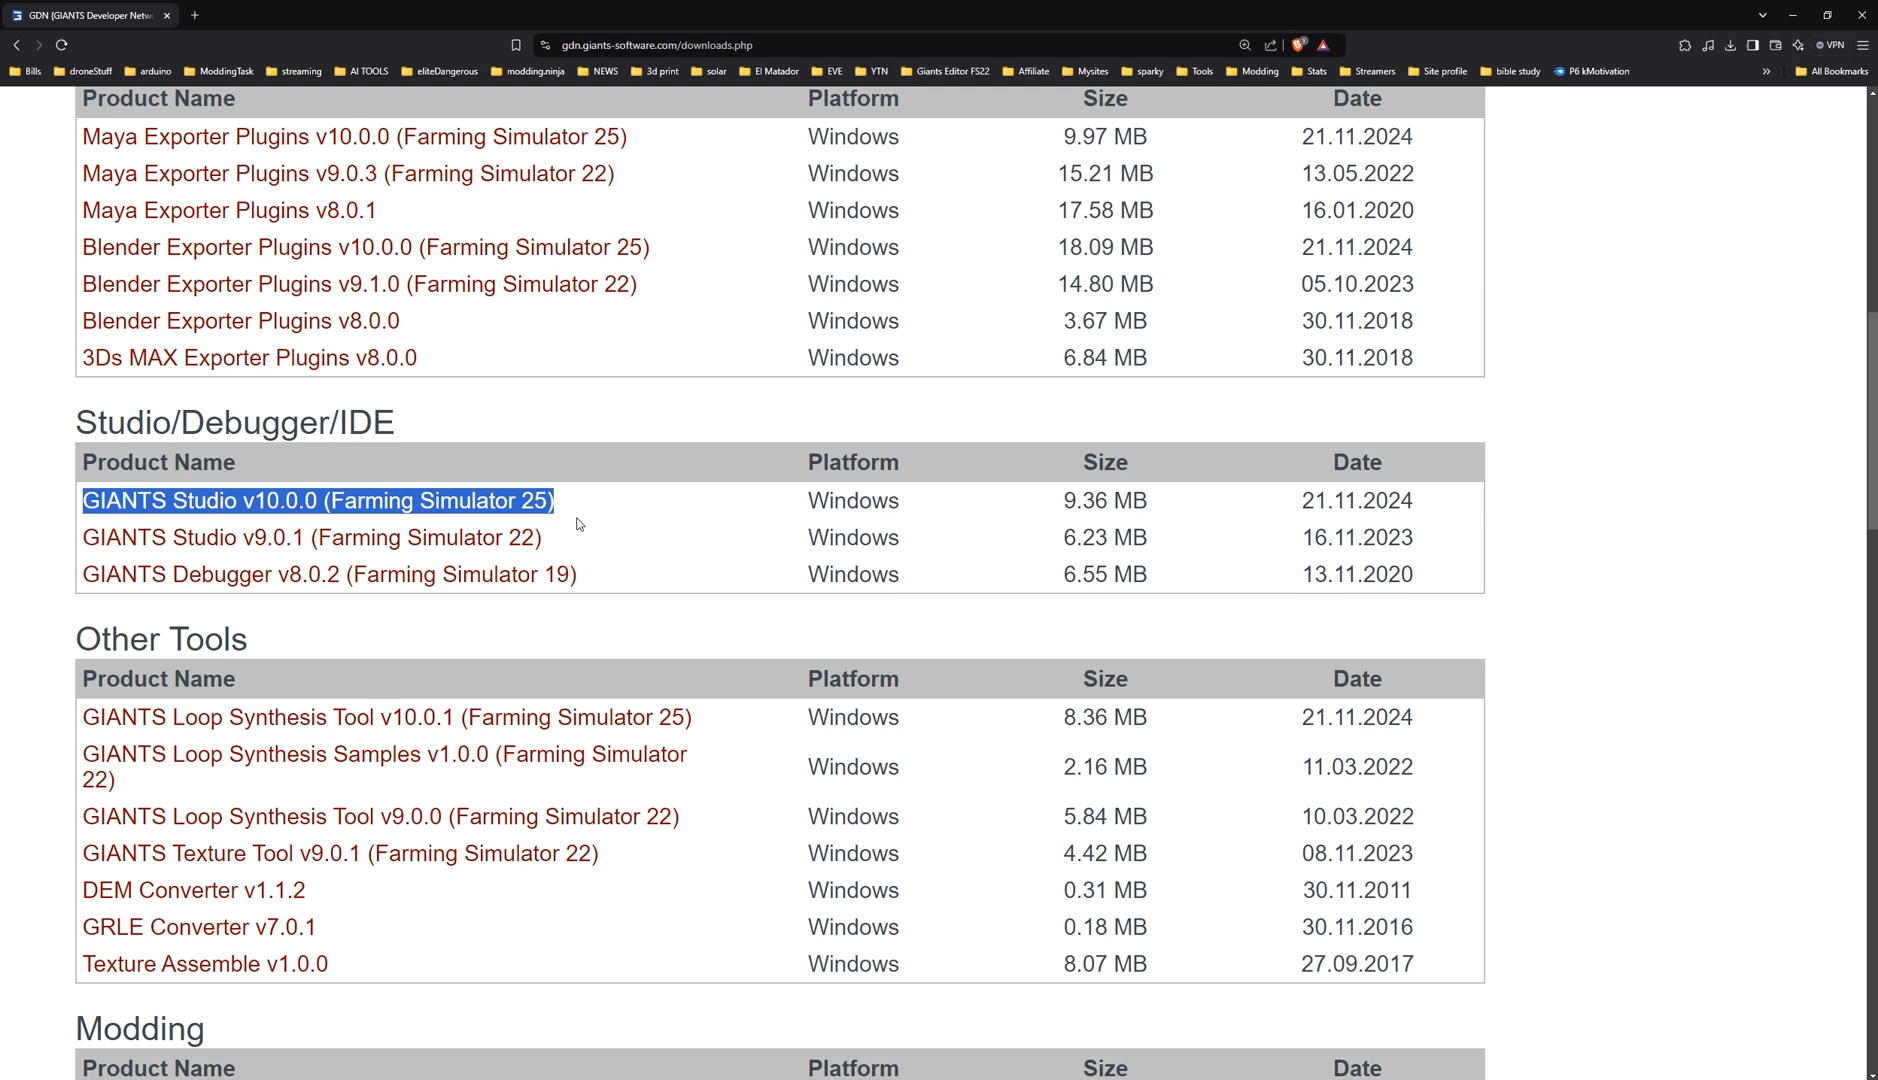 GDN {GIANTS Developer Netw
gdn.giants-software.com/downloads.php
1
VPN
Bills droneStuff arduino ModdingTask streaming AI TOOLS eliteDangerous modding.ninja NEWS 3d print solar El Matador EVE YTN Giants Editor FS22 Affiliate Mysites sparky Tools Modding Stats Streamers Site profile bible study P6 kMotivation » All Bookmarks
Product Name Platform Size Date
Maya Exporter Plugins v10.0.0 (Farming Simulator 25) Windows 9.97 MB 21.11.2024
Maya Exporter Plugins v9.0.3 (Farming Simulator 22) Windows 15.21 MB 13.05.2022
Maya Exporter Plugins v8.0.1 Windows 17.58 MB 16.01.2020
Blender Exporter Plugins v10.0.0 (Farming Simulator 25) Windows 18.09 MB 21.11.2024
Blender Exporter Plugins v9.1.0 (Farming Simulator 22) Windows 14.80 MB 05.10.2023
Blender Exporter Plugins v8.0.0 Windows 3.67 MB 30.11.2018
3Ds MAX Exporter Plugins v8.0.0 Windows 6.84 MB 30.11.2018
Studio/Debugger/IDE
Product Name Platform Size Date
GIANTS Studio v10.0.0 (Farming Simulator 25) Windows 9.36 MB 21.11.2024
GIANTS Studio v9.0.1 (Farming Simulator 22) Windows 6.23 MB 16.11.2023
GIANTS Debugger v8.0.2 (Farming Simulator 19) Windows 6.55 MB 13.11.2020
Other Tools
Product Name Platform Size Date
GIANTS Loop Synthesis Tool v10.0.1 (Farming Simulator 25) Windows 8.36 MB 21.11.2024
GIANTS Loop Synthesis Samples v1.0.0 (Farming Simulator
22) Windows 2.16 MB 11.03.2022
GIANTS Loop Synthesis Tool v9.0.0 (Farming Simulator 22) Windows 5.84 MB 10.03.2022
GIANTS Texture Tool v9.0.1 (Farming Simulator 22) Windows 4.42 MB 08.11.2023
DEM Converter v1.1.2 Windows 0.31 MB 30.11.2011
GRLE Converter v7.0.1 Windows 0.18 MB 30.11.2016
Texture Assemble v1.0.0 Windows 8.07 MB 27.09.2017
Modding
Product Name Platform Size Date